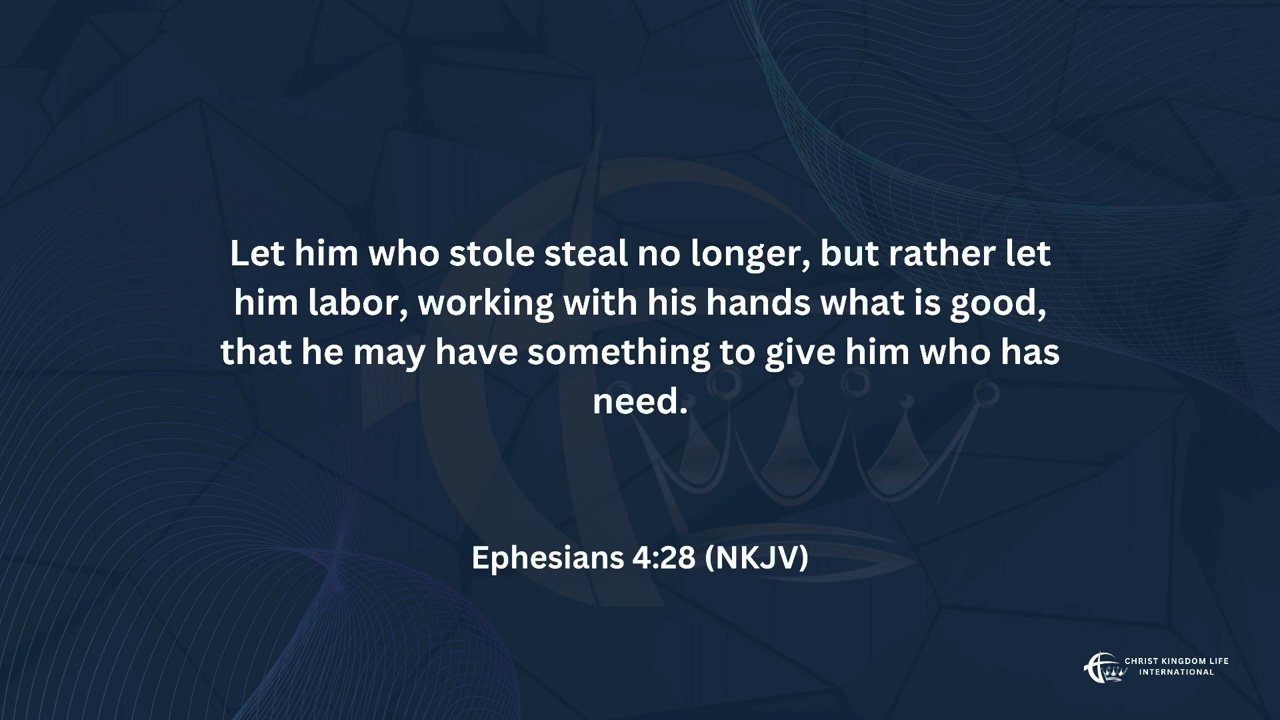 Let him who stole steal no longer, but rather let
him labor, working with his hands what is good,
that he may have something to give him who has
need.
Ephesians 4:28 (NKJV)
CHRIST KINGDOM LIFE
INTERNATIONAL